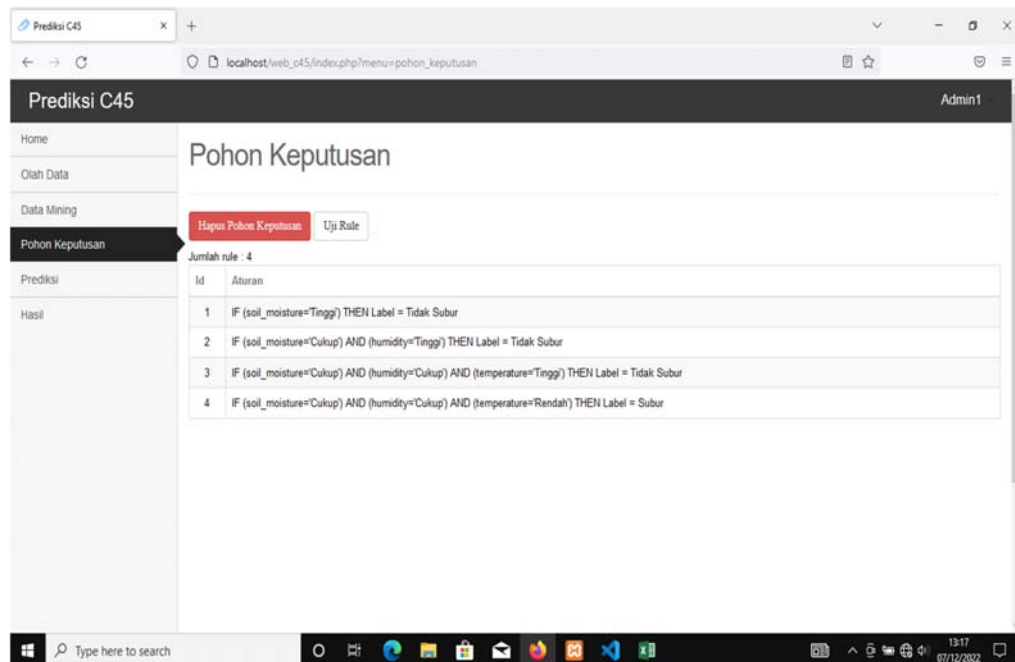 Prediksi C45
localhost/web_c45/index.php?menu=pohon_keputusan
Prediksi C45
Admin1
Home
Olah Data
Data Mining
Pohon Keputusan
Prediksi
Hasil
Pohon Keputusan
Hapus Pohon Keputusan
Uji Rule
Jumlah rule : 4
Id Aturan
1 IF (soil_moisture='Tinggi') THEN Label = Tidak Subur
2 IF (soil_moisture='Cukup') AND (humidity='Tinggi') THEN Label = Tidak Subur
3 IF (soil_moisture='Cukup') AND (humidity='Cukup') AND (temperature='Tinggi') THEN Label = Tidak Subur
4 IF (soil_moisture='Cukup') AND (humidity='Cukup') AND (temperature='Rendah') THEN Label = Subur
Type here to search
13:17
07/12/2022